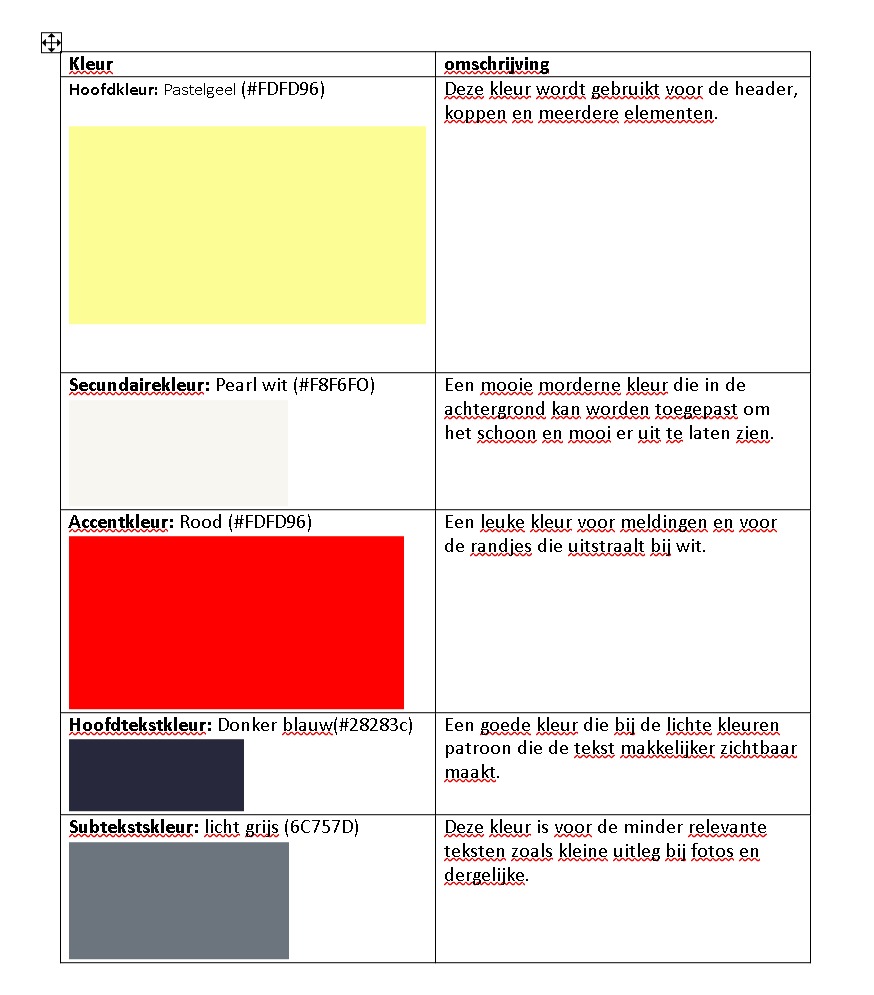 Kleur
omschrijving
Hoofdkleur: Pastelgeel (#FDFD96)
Deze kleur wordt gebruikt voor de header,
koppen en meerdere elementen.
Secundairekleur: Pearl wit (#F8F6FO)
Een mooie morderne kleur die in de
achtergrond kan worden toegepast om
het schoon en mooi er uit te laten zien.
Accentkleur: Rood (#FDFD96)
Een leuke kleur voor meldingen en voor
de randjes die uitstraalt bij wit.
Hoofdtekstkleur: Donker blauw(#28283c)
Een goede kleur die bij de lichte kleuren
patroon die de tekst makkelijker zichtbaar
maakt.
Subtekstskleur: licht grijs (6C757D)
Deze kleur is voor de minder relevante
teksten zoals kleine uitleg bij fotos en
dergelijke.